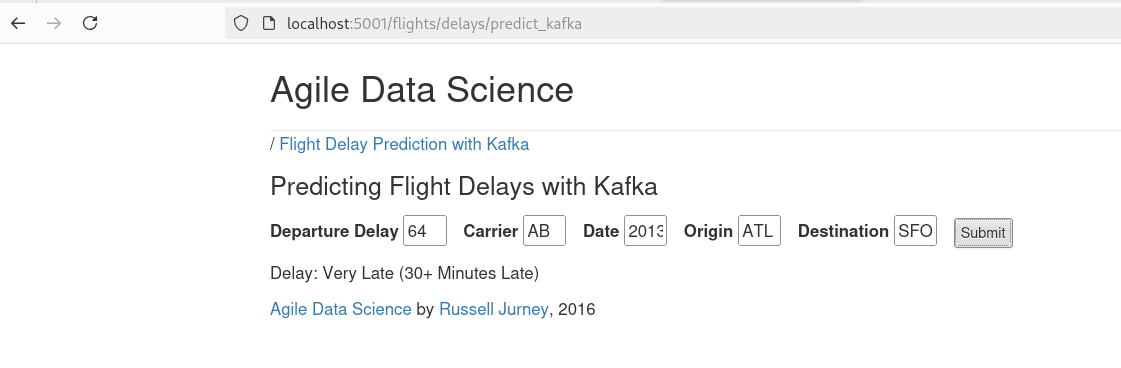 localhost:5001/flights/delays/predict_kafka
Agile Data Science
/ Flight Delay Prediction with Kafka
Predicting Flight Delays with Kafka
Departure Delay 64 Carrier AB Date 2013 Origin ATL Destination SFO Submit
Delay: Very Late (30+ Minutes Late)
Agile Data Science by Russell Jurney, 2016